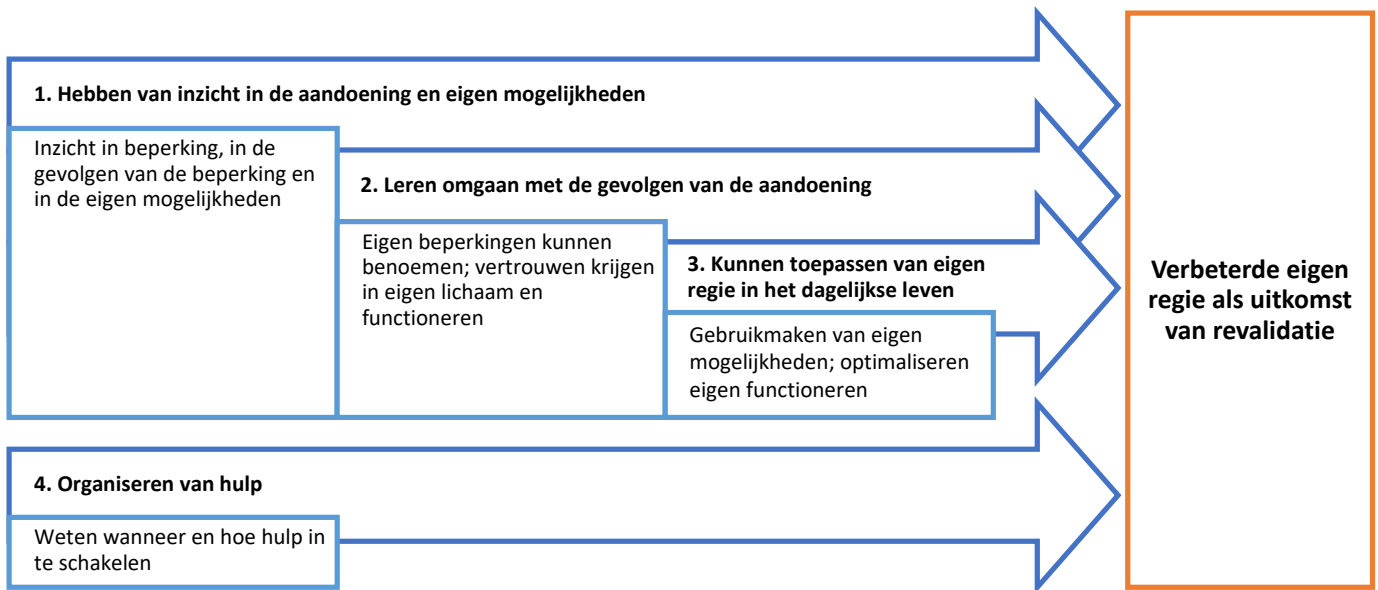 1. Hebben van inzicht in de aandoening en eigen mogelijkheden
Inzicht in beperking, in de
gevolgen van de beperking en
in de eigen mogelijkheden
2. Leren omgaan met de gevolgen van de aandoening
Eigen beperkingen kunnen
benoemen; vertrouwen krijgen
in eigen lichaam en
functioneren
3. Kunnen toepassen van eigen
regie in het dagelijkse leven
Gebruikmaken van eigen
mogelijkheden; optimaliseren
eigen functioneren
4. Organiseren van hulp
Weten wanneer en hoe hulp in
te schakelen
Verbeterde eigen
regie als uitkomst
van revalidatie